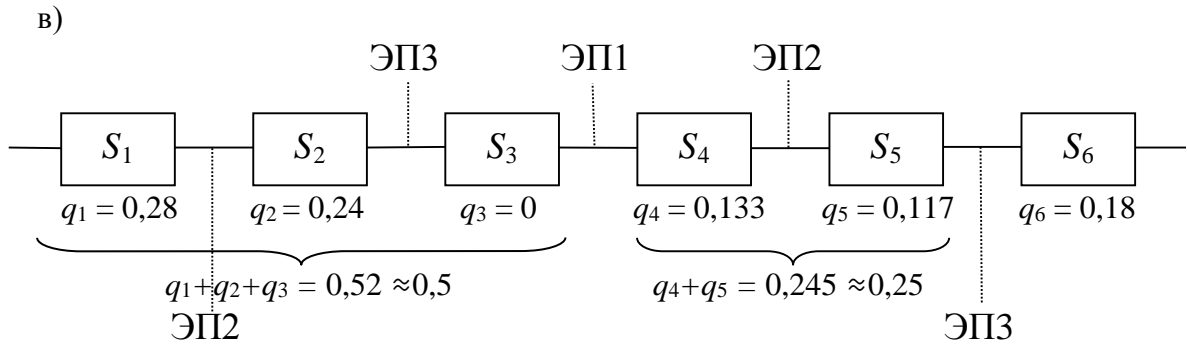 в)
ЭП3 ЭП1 ЭП2
S1 S2 S3 S4 S5 S6
q1 = 0,28 q2 = 0,24 q3 = 0 q4 = 0,133 q5 = 0,117 q6 = 0,18
q1+q2+q3 = 0,52 ≈0,5 q4+q5 = 0,245 ≈0,25
ЭП2 ЭП3